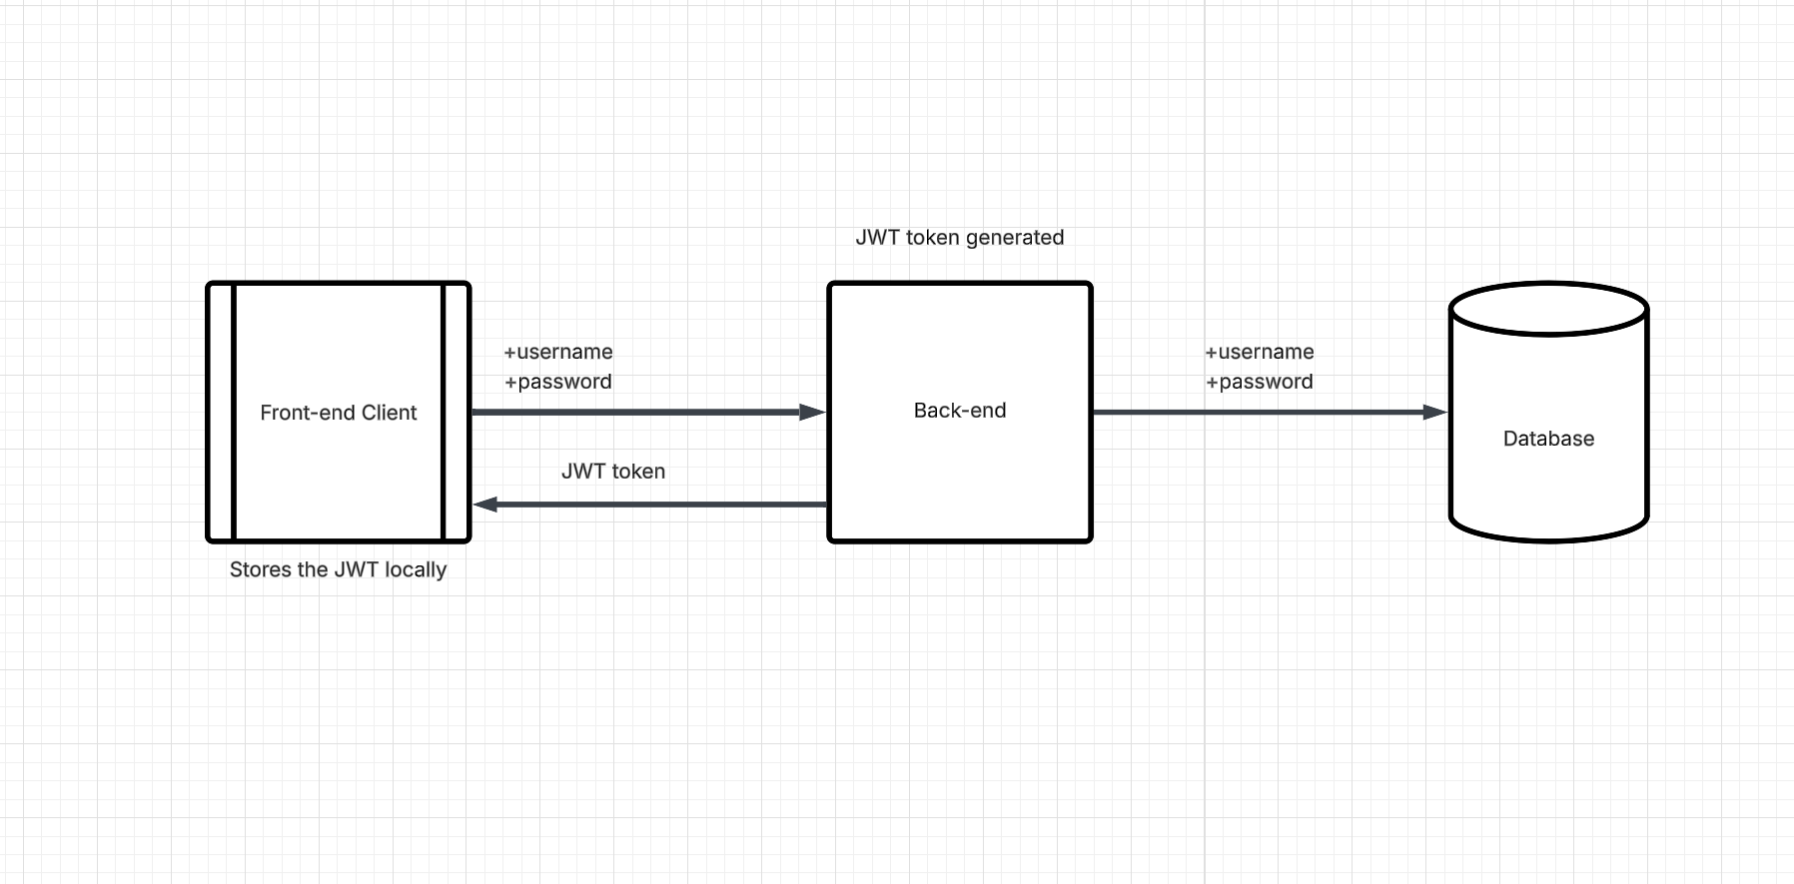 JWT token generated
+username
+password
+username
+password
Front-end Client
Back-end
Database
JWT token
Stores the JWT locally